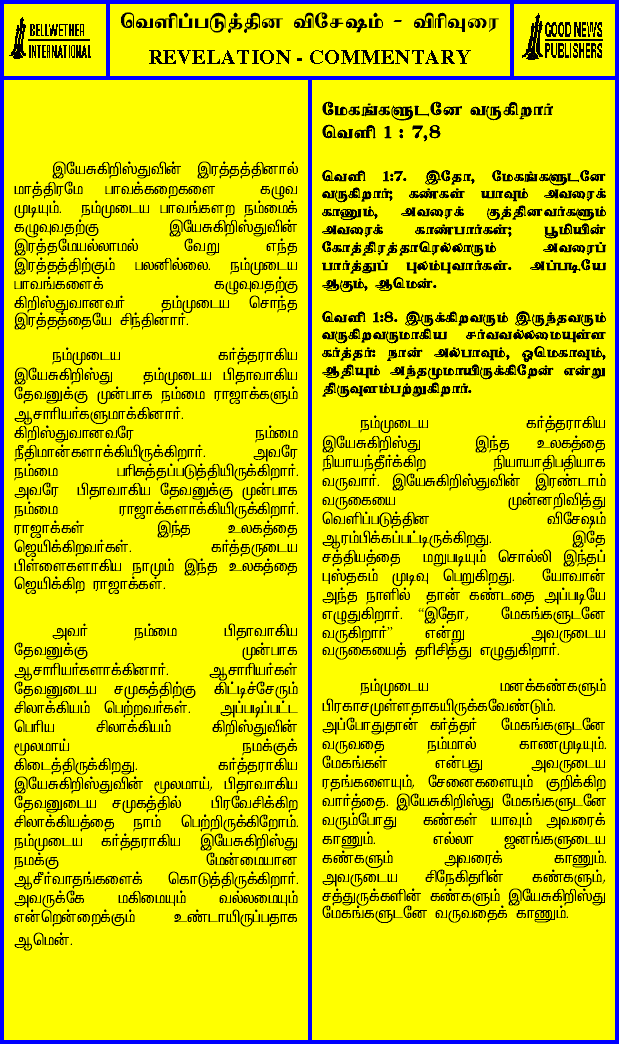 BELLWETHER
INTERNATIONAL
வெளிப்படுத்தின விசேஷம் - விரிவுரை
REVELATION - COMMENTARY
GOOD NEWS
PUBLISHERS
இயேசுகிறிஸ்துவின் இரத்தத்தினால்
மாத்திரமே பாவக்கறைகளை கழுவ
முடியும். நம்முடைய பாவங்களற நம்மைக்
கழுவுவதற்கு இயேசுகிறிஸ்துவின்
இரத்தமேயல்லாமல் வேறு எந்த
இரத்தத்திற்கும் பலனில்லை. நம்முடைய
பாவங்களைக் கழுவுவதற்கு
கிறிஸ்துவானவர் தம்முடைய சொந்த
இரத்தத்தையே சிந்தினார்.
நம்முடைய கர்த்தராகிய
இயேசுகிறிஸ்து தம்முடைய பிதாவாகிய
தேவனுக்கு முன்பாக நம்மை ராஜாக்களும்
ஆசாரியர்களுமாக்கினார்.
கிறிஸ்துவானவரே நம்மை
நீதிமான்களாக்கியிருக்கிறார். அவரே
நம்மை பரிசுத்தப்படுத்தியிருக்கிறார்.
அவரே பிதாவாகிய தேவனுக்கு முன்பாக
நம்மை ராஜாக்களாக்கியிருக்கிறார்.
ராஜாக்கள் இந்த உலகத்தை
ஜெயிக்கிறவர்கள். கர்த்தருடைய
பிள்ளைகளாகிய நாமும் இந்த உலகத்தை
ஜெயிக்கிற ராஜாக்கள்.
அவர் நம்மை பிதாவாகிய
தேவனுக்கு முன்பாக
ஆசாரியர்களாக்கினார். ஆசாரியர்கள்
தேவனுடைய சமுகத்திற்கு கிட்டிச்சேரும்
சிலாக்கியம் பெற்றவர்கள். அப்படிப்பட்ட
பெரிய சிலாக்கியம் கிறிஸ்துவின்
மூலமாய் நமக்குக்
கிடைத்திருக்கிறது. கர்த்தராகிய
இயேசுகிறிஸ்துவின் மூலமாய், பிதாவாகிய
தேவனுடைய சமுகத்தில் பிரவேசிக்கிற
சிலாக்கியத்தை நாம் பெற்றிருக்கிறோம்.
நம்முடைய கர்த்தராகிய இயேசுகிறிஸ்து
நமக்கு மேன்மையான
ஆசீர்வாதங்களைக் கொடுத்திருக்கிறார்.
அவருக்கே மகிமையும் வல்லமையும்
என்றென்றைக்கும் உண்டாயிருப்பதாக
ஆமென்.
மேகங்களுடனே வருகிறார்
வெளி 1 : 7,8
வெளி 1:7. இதோ, மேகங்களுடனே
வருகிறார்; கண்கள் யாவும் அவரைக்
காணும், அவரைக் குத்தினவர்களும்
அவரைக் காண்பார்கள்; பூமியின்
கோத்திரத்தாரெல்லாரும் அவரைப்
பார்த்துப் புலம்புவார்கள். அப்படியே
ஆகும், ஆமென்.
வெளி 1:8. இருக்கிறவரும் இருந்தவரும்
வருகிறவருமாகிய சர்வவல்லமையுள்ள
கர்த்தர்: நான் அல்பாவும், ஓமெகாவும்,
ஆதியும் அந்தமுமாயிருக்கிறேன் என்று
திருவுளம்பற்றுகிறார்.
நம்முடைய கர்த்தராகிய
இயேசுகிறிஸ்து இந்த உலகத்தை
நியாயந்தீர்க்கிற நியாயாதிபதியாக
வருவார். இயேசுகிறிஸ்துவின் இரண்டாம்
வருகையை முன்னறிவித்து
வெளிப்படுத்தின விசேஷம்
ஆரம்பிக்கப்பட்டிருக்கிறது. இதே
சத்தியத்தை மறுபடியும் சொல்லி இந்தப்
புஸ்தகம் முடிவு பெறுகிறது. யோவான்
அந்த நாளில் தான் கண்டதை அப்படியே
எழுதுகிறார். “இதோ, மேகங்களுடனே
வருகிறார்” என்று அவருடைய
வருகையைத் தரிசித்து எழுதுகிறார்.
நம்முடைய மனக்கண்களும்
பிரகாசமுள்ளதாகயிருக்கவேண்டும்.
அப்போதுதான் கர்த்தர் மேகங்களுடனே
வருவதை நம்மால் காணமுடியும்.
மேகங்கள் என்பது அவருடைய
ரதங்களையும், சேனைகளையும் குறிக்கிற
வார்த்தை. இயேசுகிறிஸ்து மேகங்களுடனே
வரும்போது கண்கள் யாவும் அவரைக்
காணும். எல்லா ஜனங்களுடைய
கண்களும் அவரைக் காணும்.
அவருடைய சிநேகிதரின் கண்களும்,
சத்துருக்களின் கண்களும் இயேசுகிறிஸ்து
மேகங்களுடனே வருவதைக் காணும்.